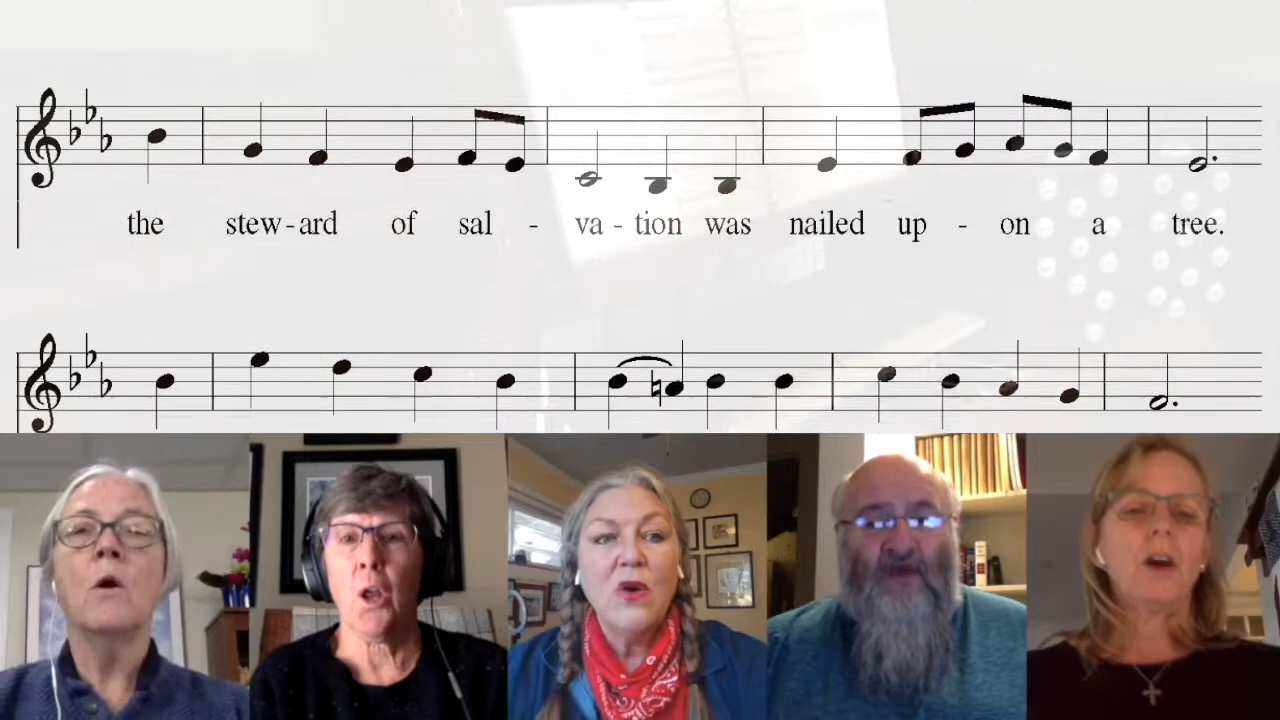 the stew-ard of sal - va - tion was nailed up - on a tree.